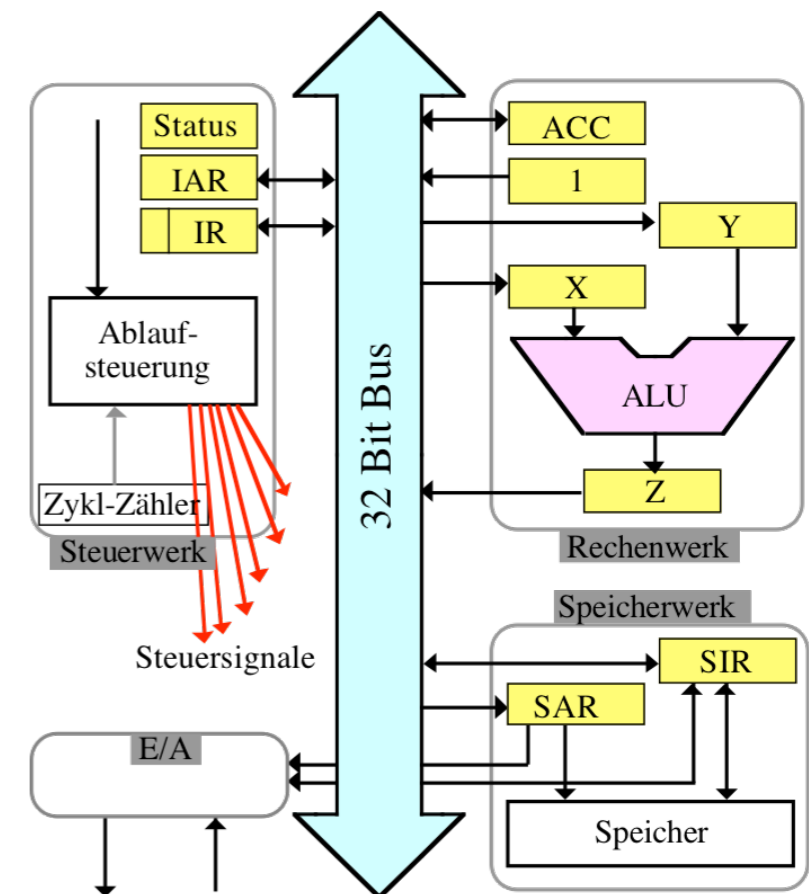 Status
IAR
IR
Ablauf-
steuerung
Zykl-Zähler
Steuerwerk
Steuersignale
E/A
32 Bit Bus
ACC
1
Y
X
ALU
Z
Rechenwerk
Speicherwerk
SIR
SAR
Speicher